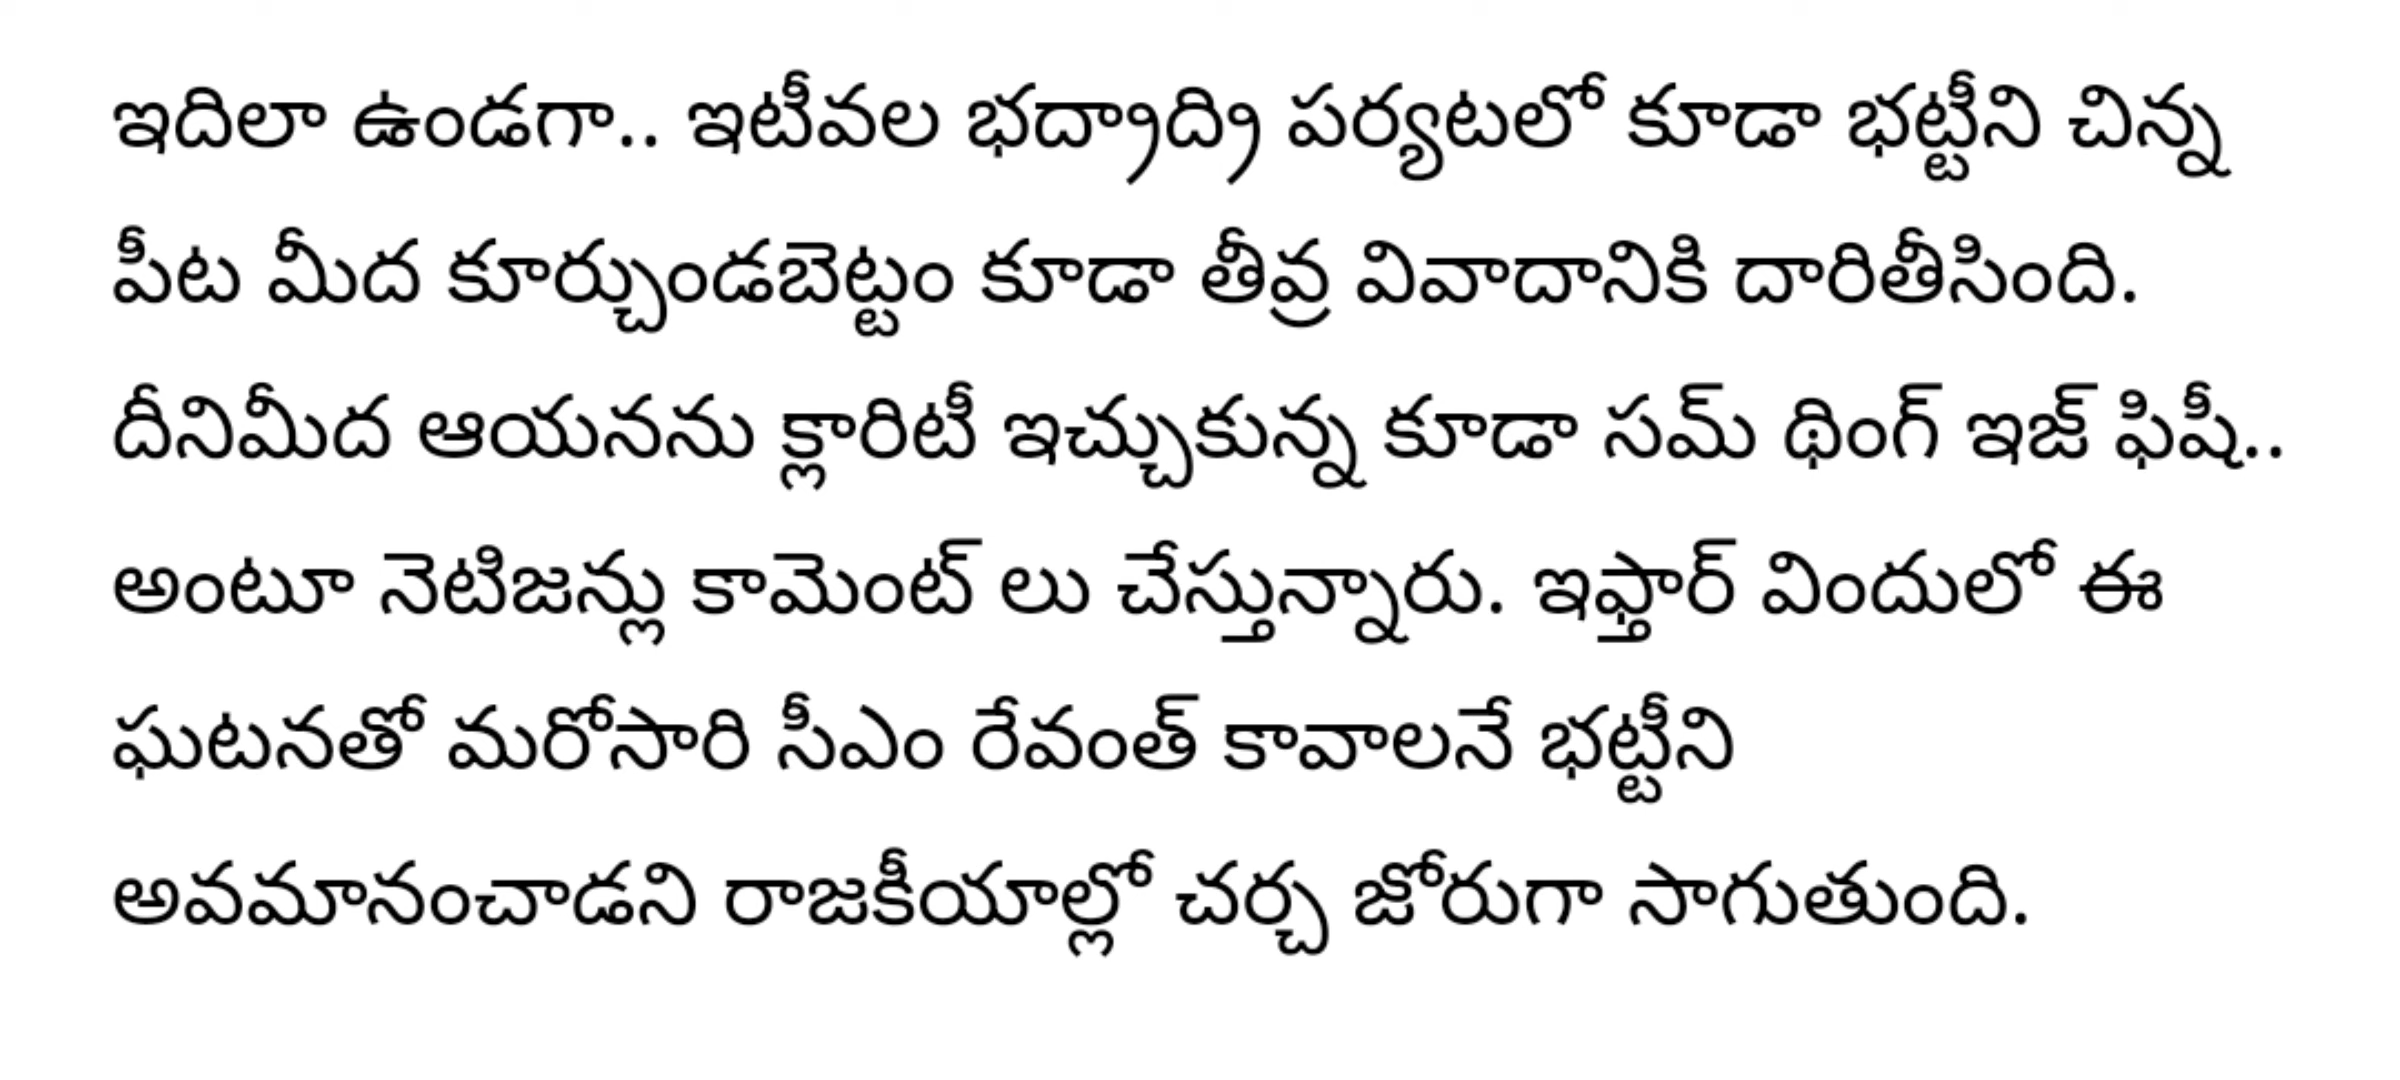 ఇదిలా ఉండగా.. ఇటీవల భద్రాద్రి పర్యటలో కూడా భట్టీని చిన్న
పీట మీద కూర్చుండబెట్టం కూడా తీవ్ర వివాదానికి దారితీసింది.
దీనిమీద ఆయనను క్లారిటీ ఇచ్చుకున్న కూడా సమ్ థింగ్ ఇజ్ ఫిషీ..
అంటూ నెటిజన్లు కామెంట్ లు చేస్తున్నారు. ఇఫ్తార్ విందులో ఈ
ఘటనతో మరోసారి సీఎం రేవంత్ కావాలనే భట్టీని
అవమానంచాడని రాజకీయాల్లో చర్చ జోరుగా సాగుతుంది.